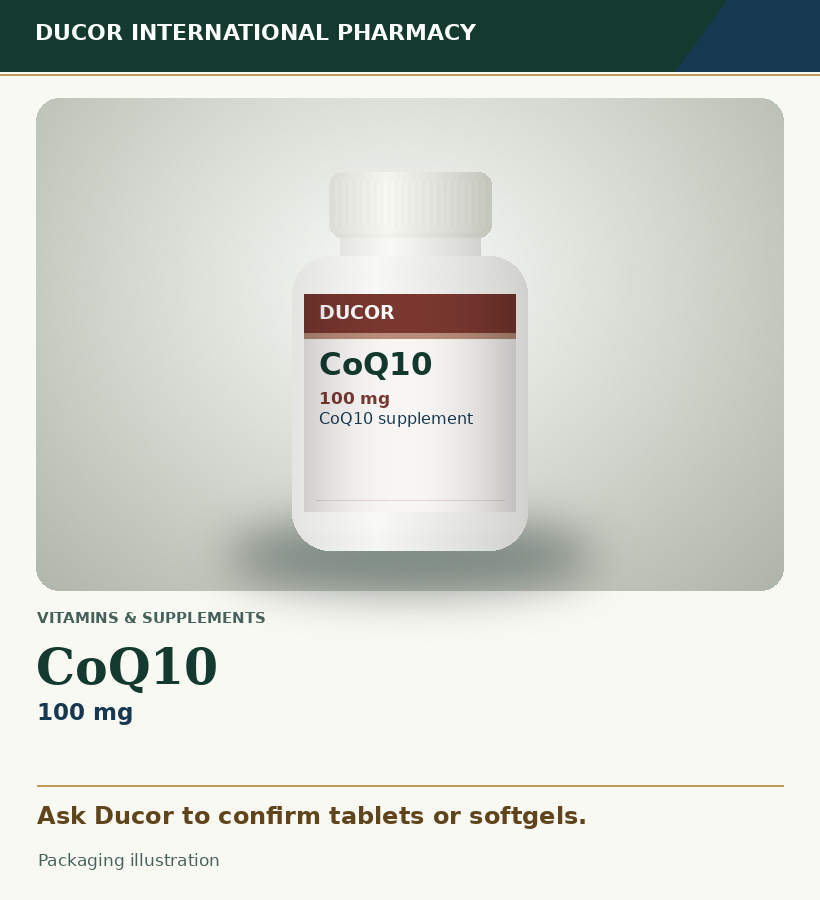 DUCOR INTERNATIONAL PHARMACY
DUCOR
CoQ10
100 mg
CoQ10 supplement
VITAMINS & SUPPLEMENTS
CoQ10
100 mg
Ask Ducor to confirm tablets or softgels.
Packaging illustration